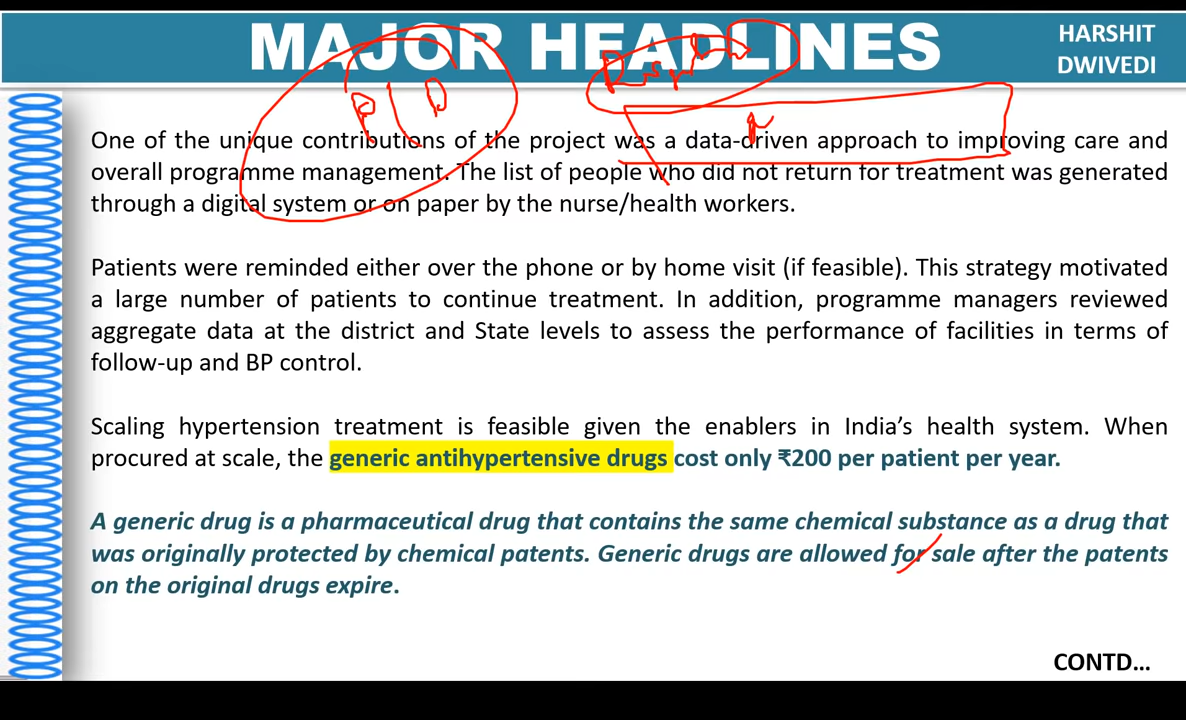 MAJOR HEADLINES
HARSHIT
DWIVEDI
One of the unique contributions of the project was a data-driven approach to improving care and
overall programme management. The list of people who did not return for treatment was generated
through a digital system or on paper by the nurse/health workers.
Patients were reminded either over the phone or by home visit (if feasible). This strategy motivated
a large number of patients to continue treatment. In addition, programme managers reviewed
aggregate data at the district and State levels to assess the performance of facilities in terms of
follow-up and BP control.
Scaling hypertension treatment is feasible given the enablers in India’s health system. When
procured at scale, the generic antihypertensive drugs cost only ₹200 per patient per year.
A generic drug is a pharmaceutical drug that contains the same chemical substance as a drug that
was originally protected by chemical patents. Generic drugs are allowed for sale after the patents
on the original drugs expire.
CONTD...